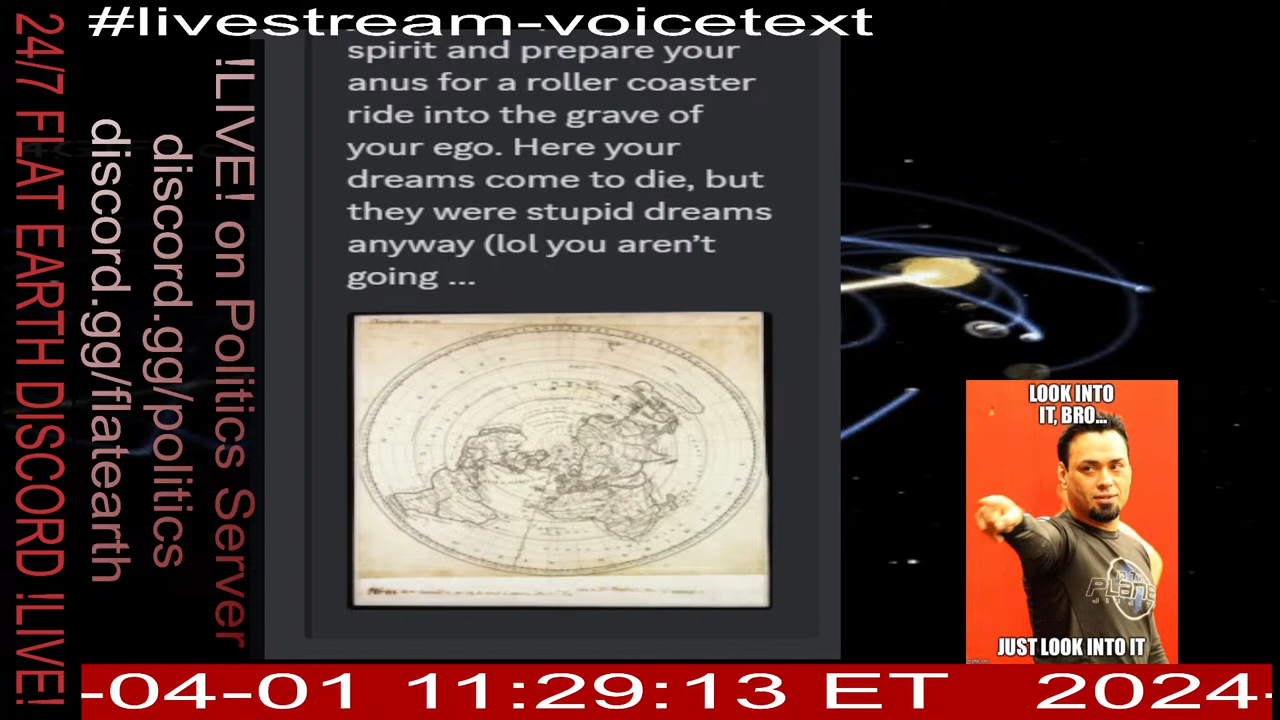 #livestream-voicetext
24/7 FLAT EARTH DISCORD !LIVE!
discord.gg/flatearth
discord.gg/politics
!LIVE! on Politics Server
spirit and prepare your
anus for a roller coaster
ride into the grave of
your ego. Here your
dreams come to die, but
they were stupid dreams
anyway (lol you aren’t
going ...
LOOK INTO
IT, BRO...
PLANE
JUST LOOK INTO IT
-04-01 11:29:13 ET 2024-